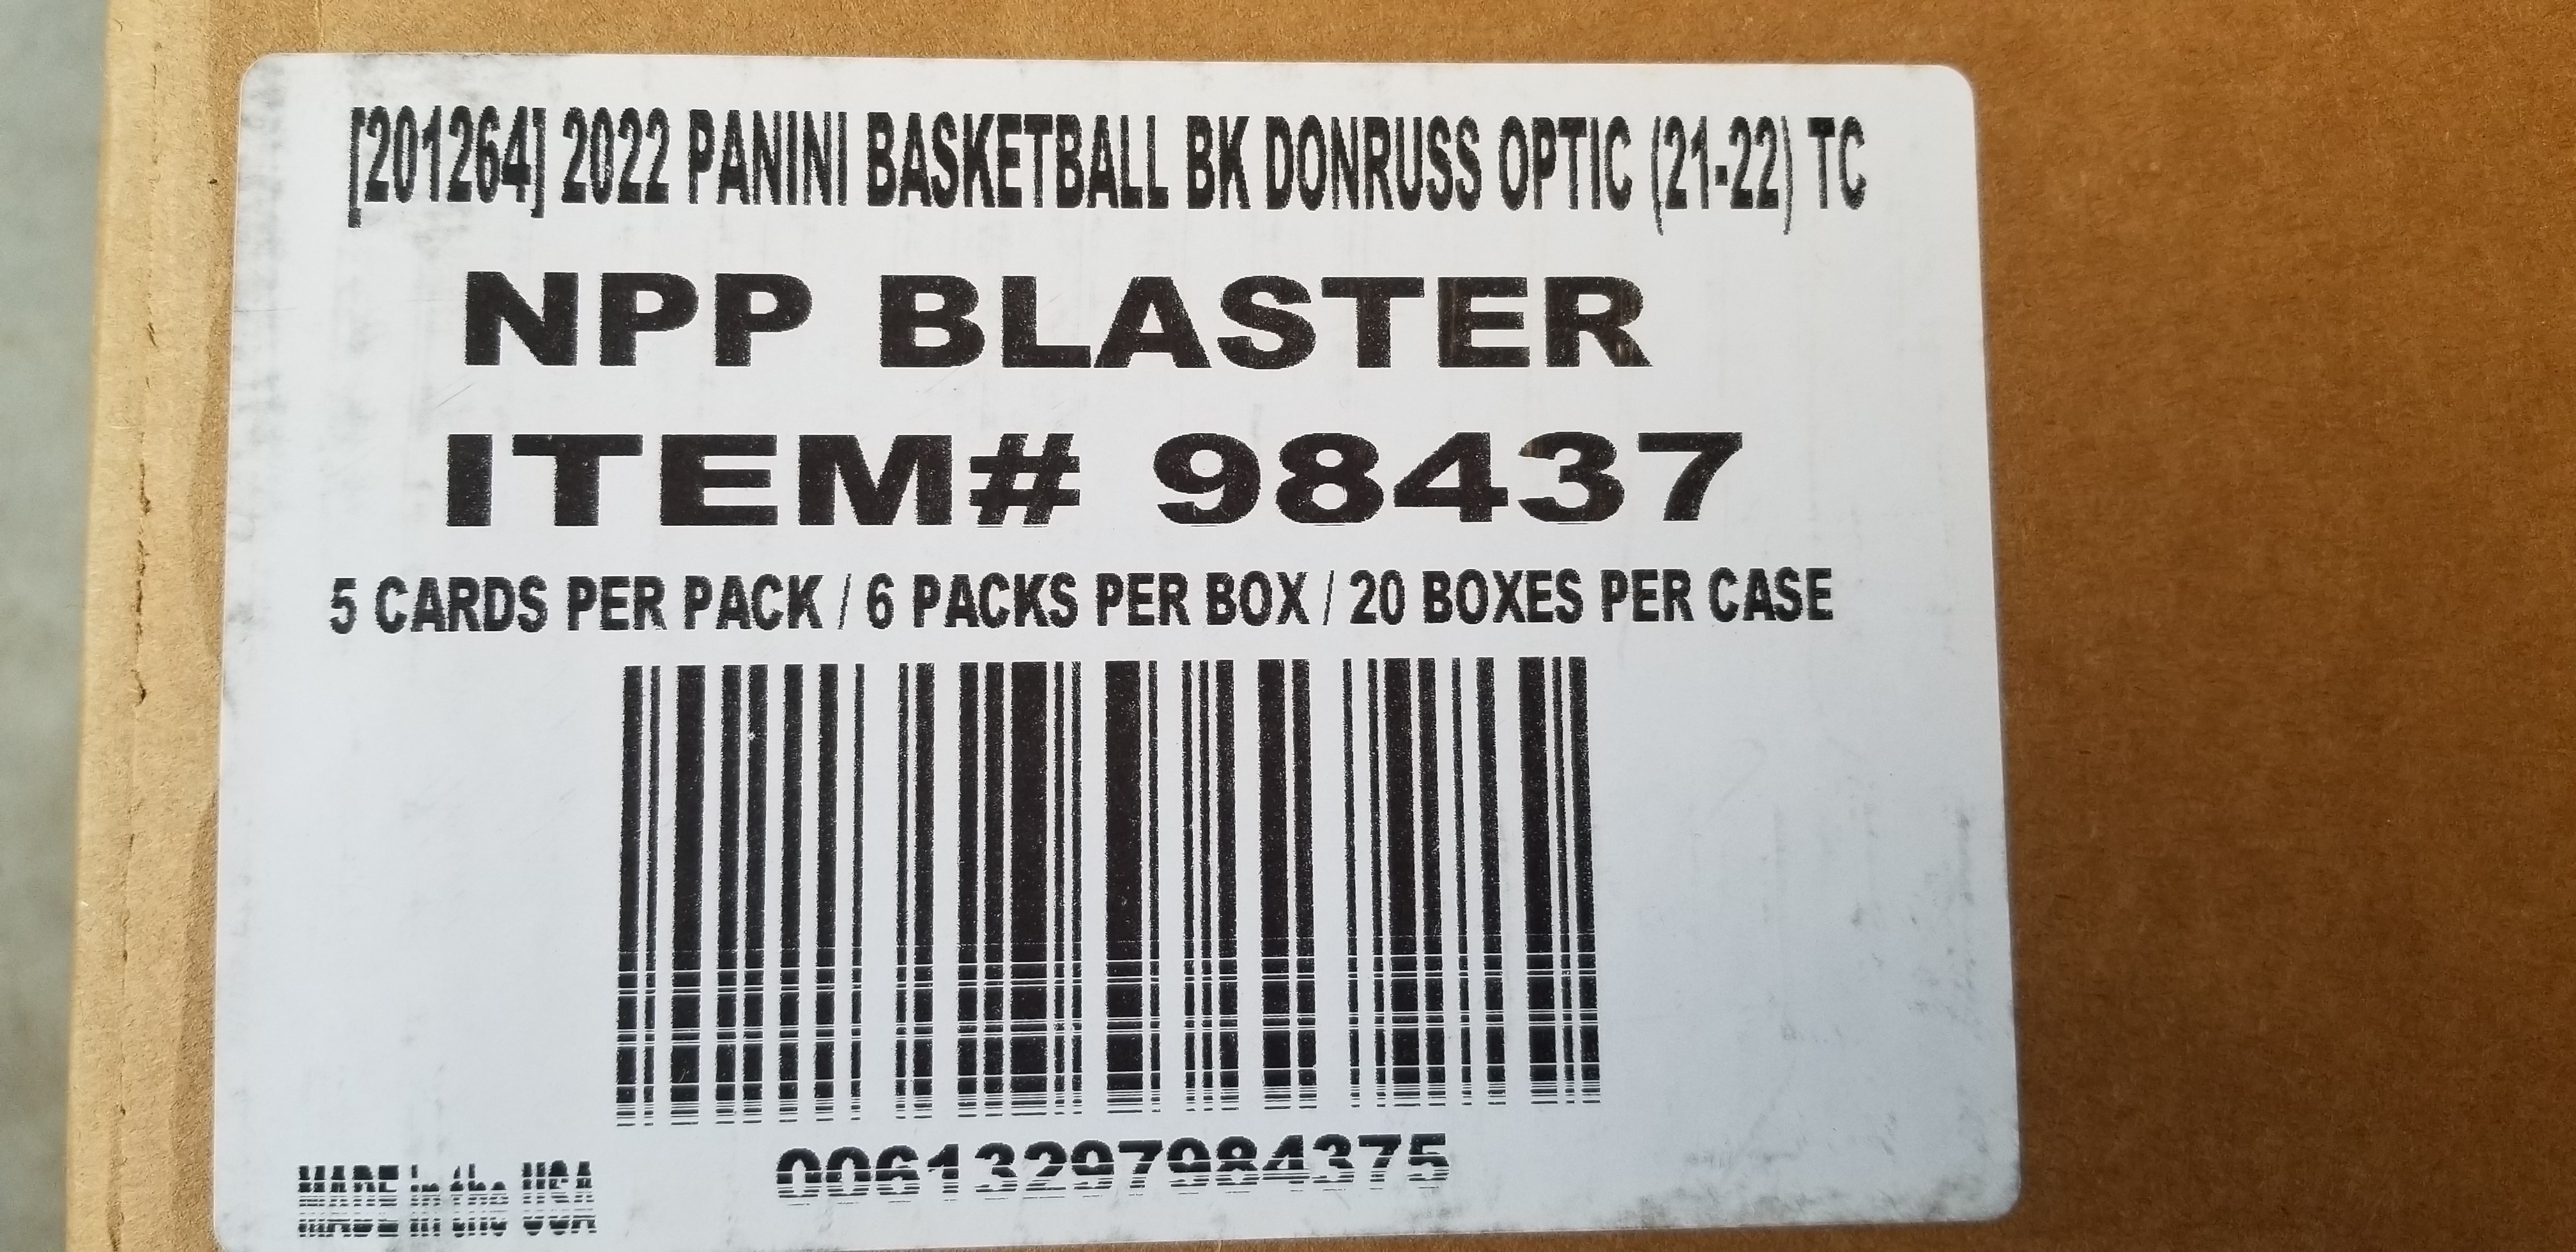 [201264] 2022 PANINI BASKETBALL BK DONRUSS OPTIC (21-22) TC
NPP BLASTER
ITEM# 98437
5 CARDS PER PACK / 6 PACKS PER BOX / 20 BOXES PER CASE
00613297984375
MADE in the USA